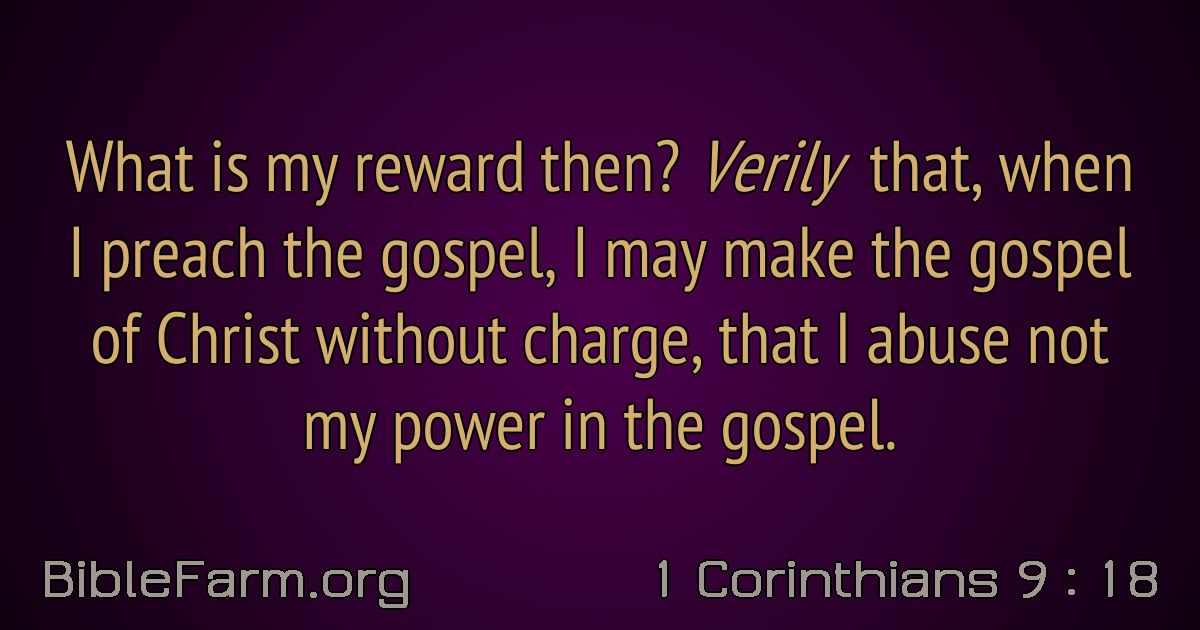 What is my reward then? Verily that, when
I preach the gospel, I may make the gospel
of Christ without charge, that I abuse not
my power in the gospel.
BibleFarm.org
1 Corinthians 9 : 18